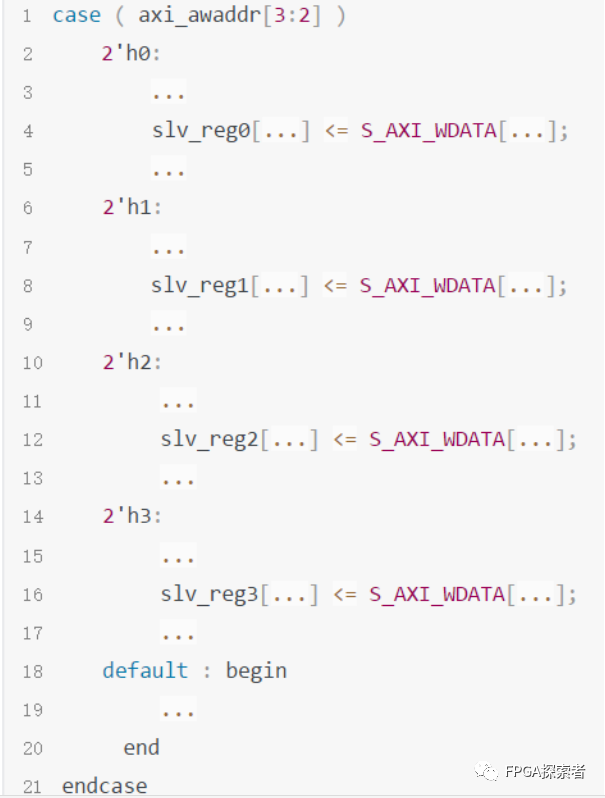 1 case ( axi_awaddr[3:2] )
2 2'h0:
3 ...
4 slv_reg0[...] <= S_AXI_WDATA[...];
5 ...
6 2'h1:
7 ...
8 slv_reg1[...] <= S_AXI_WDATA[...];
9 ...
10 2'h2:
11 ...
12 slv_reg2[...] <= S_AXI_WDATA[...];
13 ...
14 2'h3:
15 ...
16 slv_reg3[...] <= S_AXI_WDATA[...];
17 ...
18 default : begin
19 ...
20 end
FPGA探索者
21 endcase